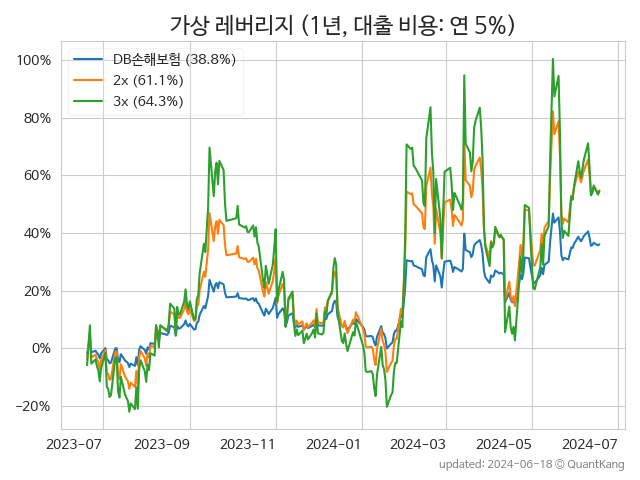 가상 레버리지 (1년, 대출 비용: 연 5%)
DB손해보험 (38.8%)
2x (61.1%)
3x (64.3%)
100%
80%
60%
40%
20%
0%
−20%
2023-07 2023-09 2023-11 2024-01 2024-03 2024-05 2024-07
updated: 2024-06-18 © QuantKang